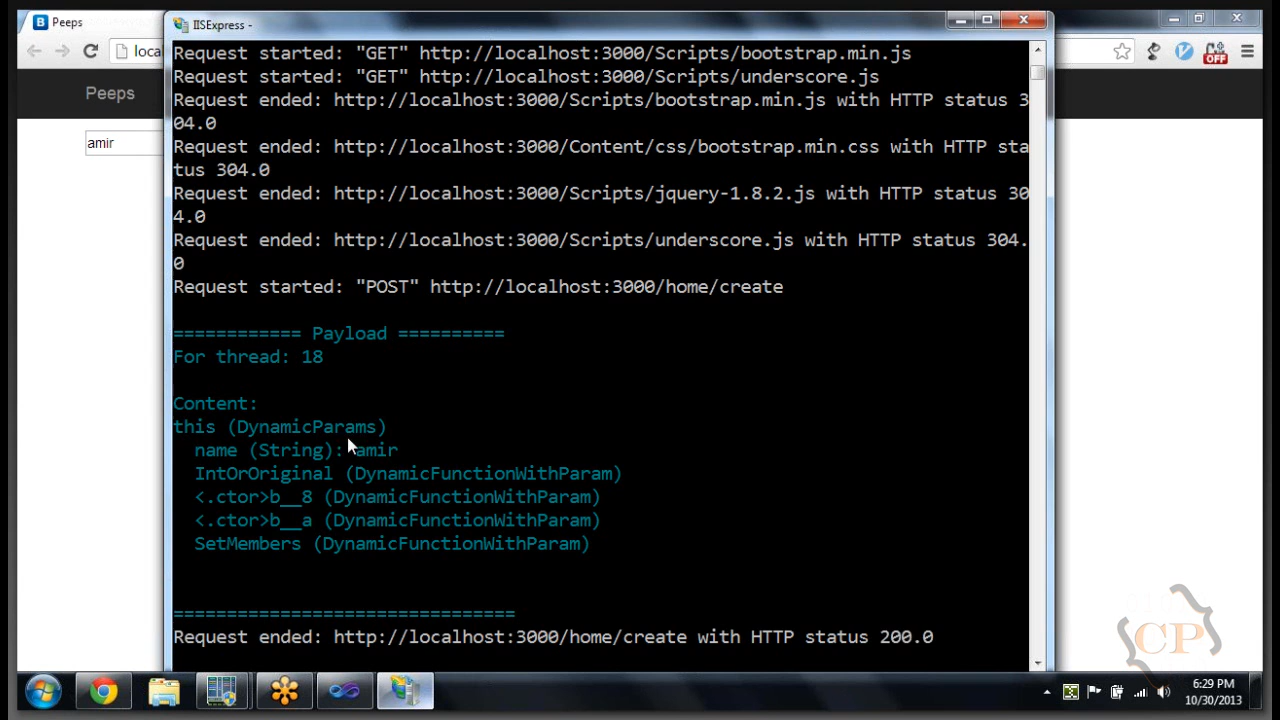 Peeps
IISExpress -
loca
OFF
Peeps
amir
Request started: "GET" http://localhost:3000/Scripts/bootstrap.min.js
Request started: "GET" http://localhost:3000/Scripts/underscore.js
Request ended: http://localhost:3000/Scripts/bootstrap.min.js with HTTP status 3
04.0
Request ended: http://localhost:3000/Content/css/bootstrap.min.css with HTTP sta
tus 304.0
Request ended: http://localhost:3000/Scripts/jquery-1.8.2.js with HTTP status 30
4.0
Request ended: http://localhost:3000/Scripts/underscore.js with HTTP status 304.
0
Request started: "POST" http://localhost:3000/home/create
============ Payload ==========
For thread: 18
Content:
this (DynamicParams)
name (String): amir
IntOrOriginal (DynamicFunctionWithParam)
<.ctor>b__8 (DynamicFunctionWithParam)
<.ctor>b__a (DynamicFunctionWithParam)
SetMembers (DynamicFunctionWithParam)
================================
Request ended: http://localhost:3000/home/create with HTTP status 200.0
{CP}
6:29 PM
10/30/2013